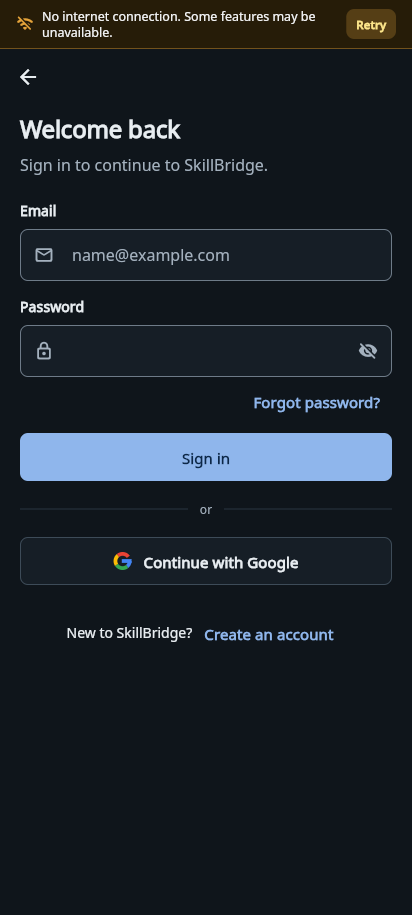 No internet connection. Some features may be
unavailable.
Retry
Welcome back
Sign in to continue to SkillBridge.
Email
name@example.com
Password
Forgot password?
Sign in
or
Continue with Google
New to SkillBridge? Create an account